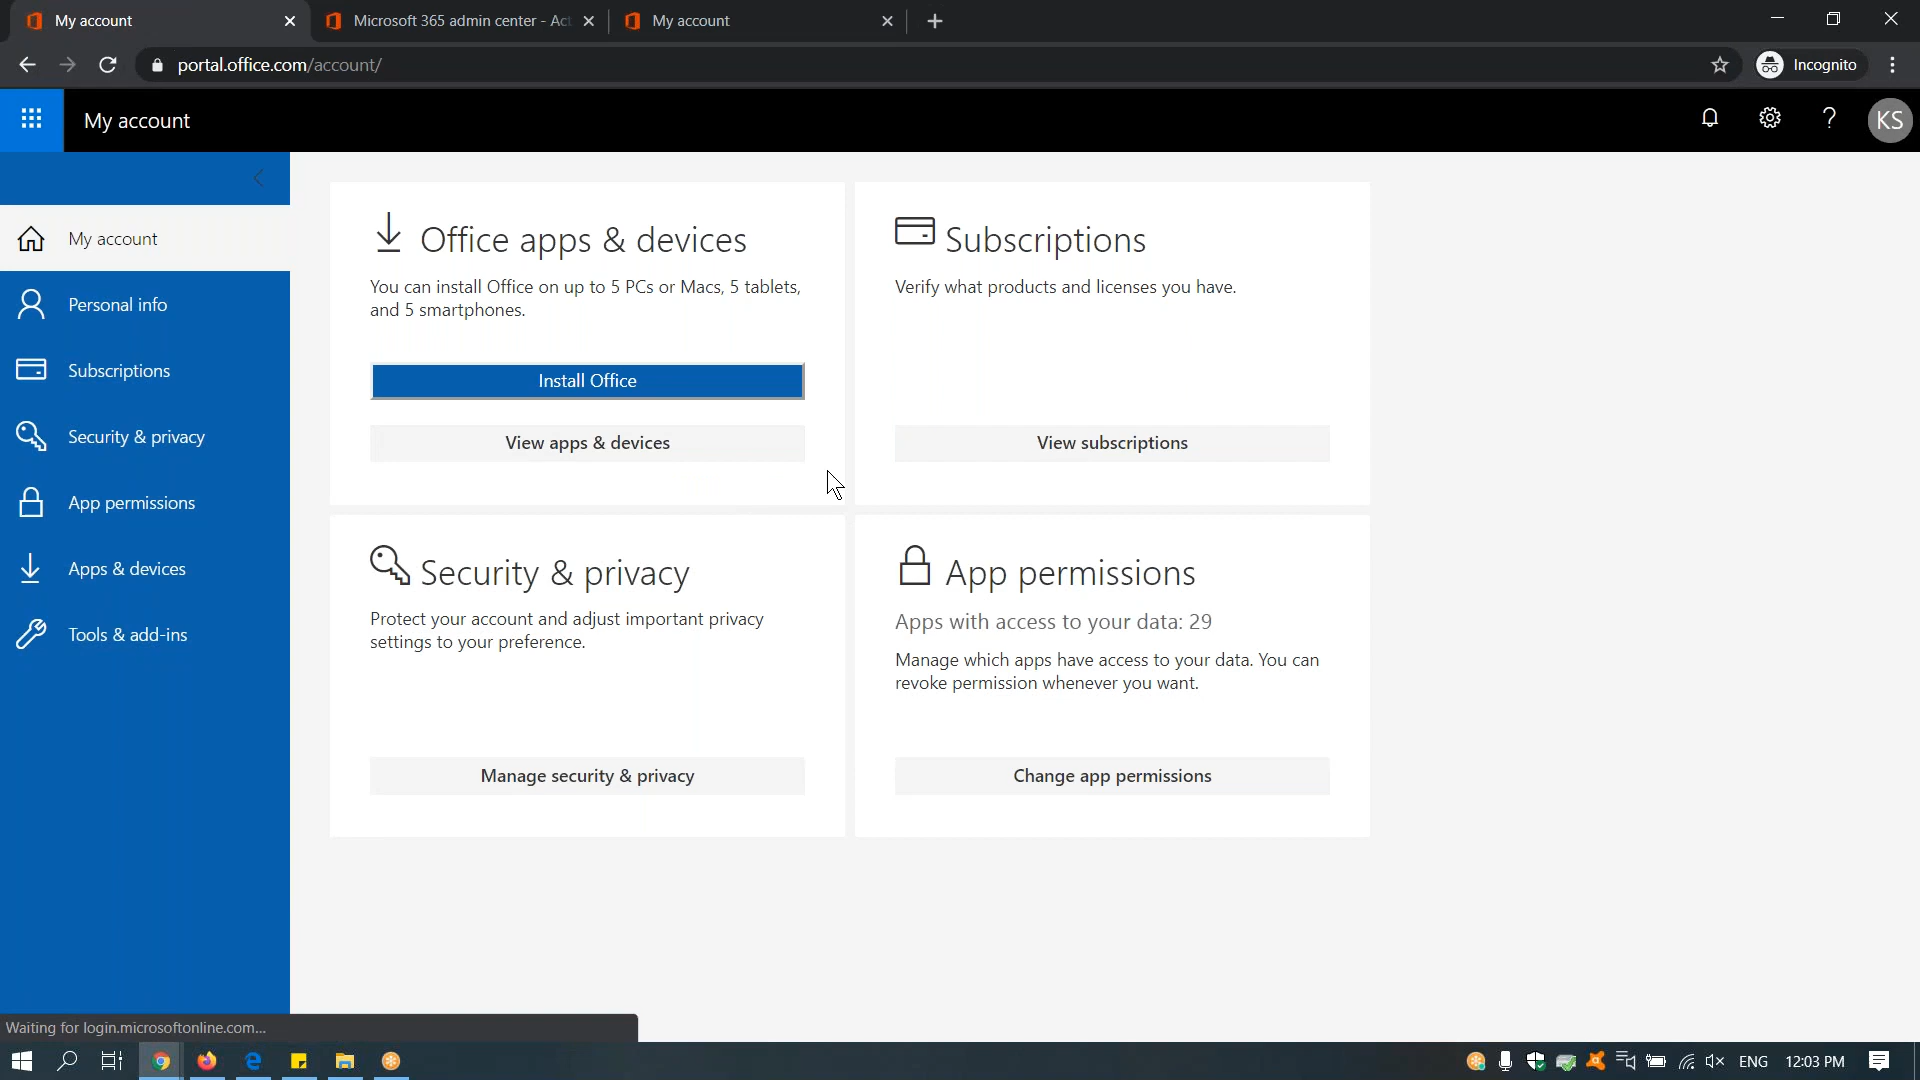 My account
Microsoft 365 admin center - Act
My account
portal.office.com/account/
Incognito
My account
KS
My account
Personal info
Subscriptions
Security & privacy
App permissions
Apps & devices
Tools & add-ins
Office apps & devices
You can install Office on up to 5 PCs or Macs, 5 tablets,
and 5 smartphones.
Install Office
View apps & devices
Subscriptions
Verify what products and licenses you have.
View subscriptions
Security & privacy
Protect your account and adjust important privacy
settings to your preference.
Manage security & privacy
App permissions
Apps with access to your data: 29
Manage which apps have access to your data. You can
revoke permission whenever you want.
Change app permissions
Waiting for login.microsoftonline.com...
ENG
12:03 PM